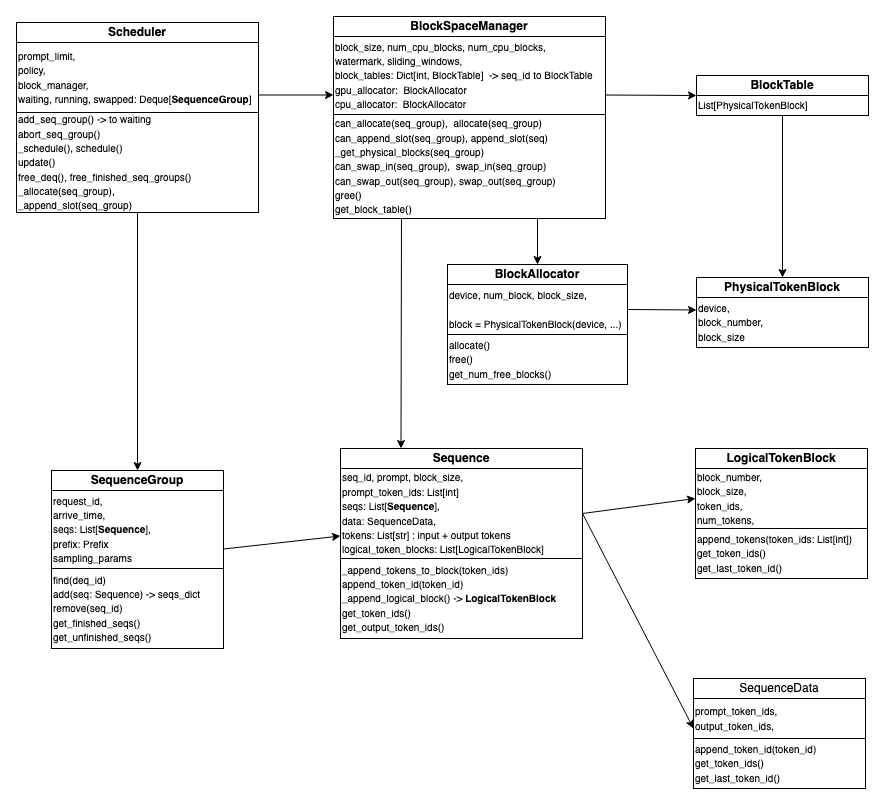 Scheduler
prompt_limit,
policy,
block_manager,
waiting, running, swapped: Deque[SequenceGroup]
add_seq_group() -> to waiting
abort_seq_group()
_schedule(), schedule()
update()
free_deq(), free_finished_seq_groups()
_allocate(seq_group),
_append_slot(seq_group)
BlockSpaceManager
block_size, num_cpu_blocks, num_cpu_blocks,
watermark, sliding_windows,
block_tables: Dict[int, BlockTable] -> seq_id to BlockTable
gpu_allocator: BlockAllocator
cpu_allocator: BlockAllocator
can_allocate(seq_group), allocate(seq_group)
can_append_slot(seq_group), append_slot(seq)
_get_physical_blocks(seq_group)
can_swap_in(seq_group), swap_in(seq_group)
can_swap_out(seq_group), swap_out(seq_group)
gree()
get_block_table()
BlockTable
List[PhysicalTokenBlock]
BlockAllocator
device, num_block, block_size,
block = PhysicalTokenBlock(device, ...)
allocate()
free()
get_num_free_blocks()
PhysicalTokenBlock
device,
block_number,
block_size
SequenceGroup
request_id,
arrive_time,
seqs: List[Sequence],
prefix: Prefix
sampling_params
find(deq_id)
add(seq: Sequence) -> seqs_dict
remove(seq_id)
get_finished_seqs()
get_unfinished_seqs()
Sequence
seq_id, prompt, block_size,
prompt_token_ids: List[int]
seqs: List[Sequence],
data: SequenceData,
tokens: List[str] : input + output tokens
logical_token_blocks: List[LogicalTokenBlock]
_append_tokens_to_block(token_ids)
append_token_id(token_id)
_append_logical_block() -> LogicalTokenBlock
get_token_ids()
get_output_token_ids()
LogicalTokenBlock
block_number,
block_size,
token_ids,
num_tokens,
append_tokens(token_ids: List[int])
get_token_ids()
get_last_token_id()
SequenceData
prompt_token_ids,
output_token_ids,
append_token_id(token_id)
get_token_ids()
get_last_token_id()